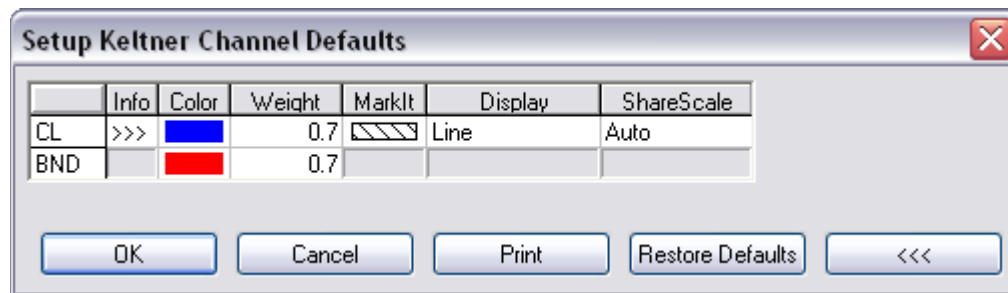 Setup Keltner Channel Defaults
Info Color Weight MarkIt Display ShareScale
CL >>> 0.7 Line Auto
BND 0.7
OK Cancel Print Restore Defaults <<<